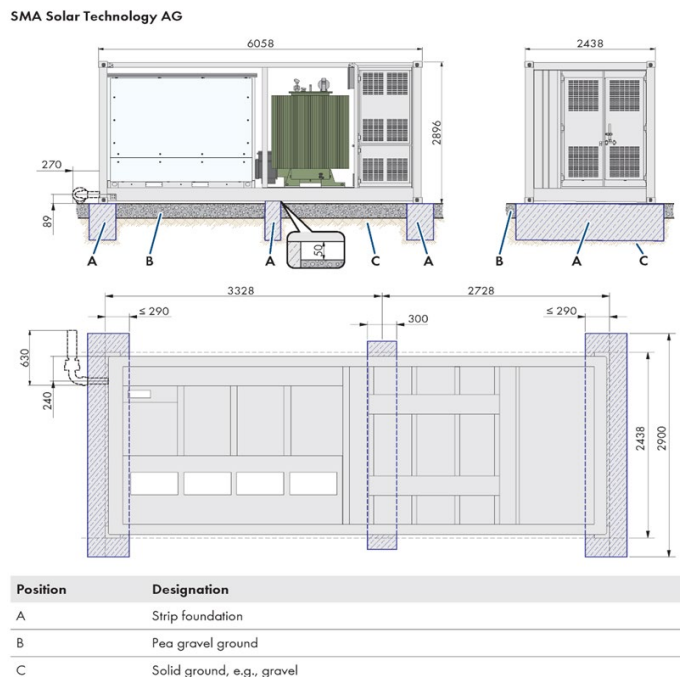 SMA Solar Technology AG
6058
2438
2896
270
89
50
A
B
A
C
A
B
A
C
3328
2728
≤ 290
300
≤ 290
630
240
2438
2900
Position Designation
A Strip foundation
B Pea gravel ground
C Solid ground, e.g., gravel